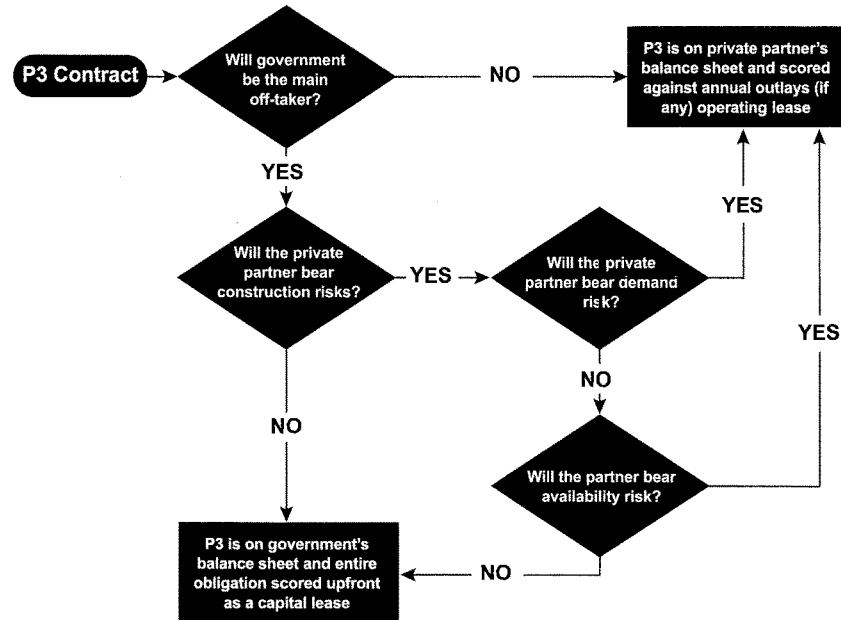 P3 Contract
Will government
be the main
off-taker?
NO
P3 is on private partner's
balance sheet and scored
against annual outlays (if
any) operating lease
YES
Will the private
partner bear
construction risks?
YES
Will the private
partner bear demand
risk?
YES
YES
NO
NO
Will the partner bear
availability risk?
P3 is on government's
balance sheet and entire
obligation scored upfront
as a capital lease
NO